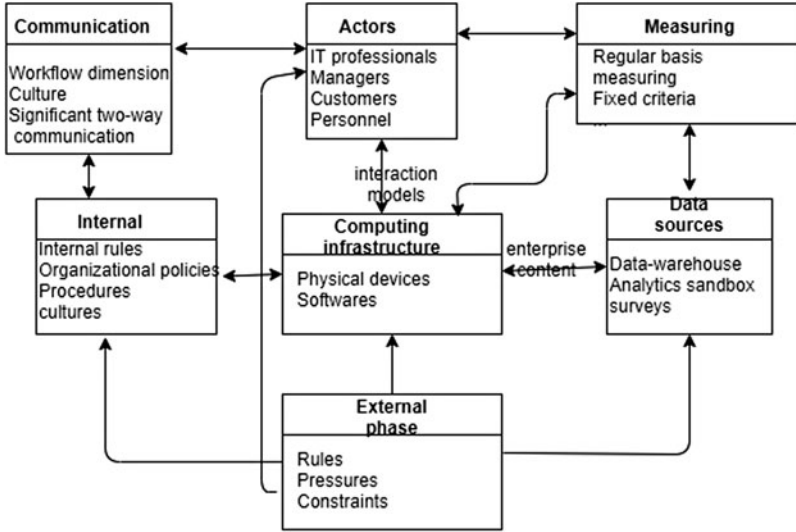 Communication
Workflow dimension
Culture
Significant two-way
communication
Actors
IT professionals
Managers
Customers
Personnel
Measuring
Regular basis
measuring
Fixed criteria
...
interaction
models
Internal
Internal rules
Organizational policies
Procedures
cultures
Computing
infrastructure
Physical devices
Softwares
enterprise
content
Data
sources
Data-warehouse
Analytics sandbox
surveys
External
phase
Rules
Pressures
Constraints